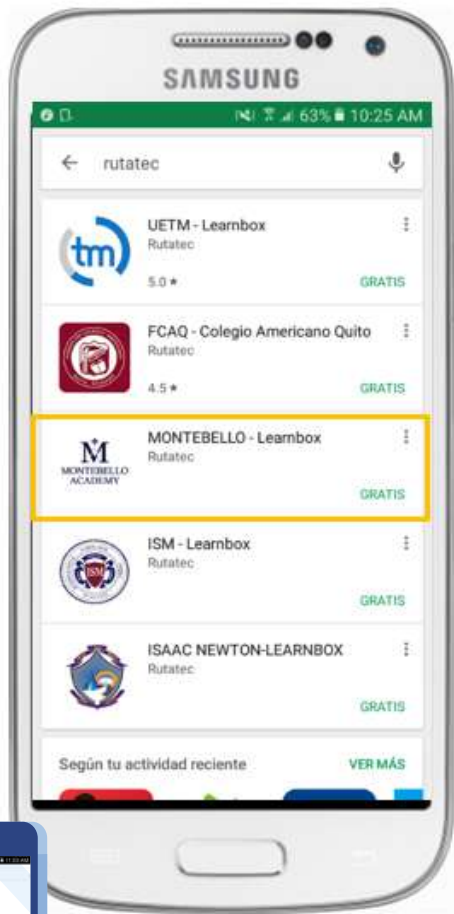 SAMSUNG
63% 10:25 AM
rutatec
UETM - Learnbox
Rutatec
tm
5.0 ★
GRATIS
FCAQ - Colegio Americano Quito
Rutatec
4.5 ★
GRATIS
MONTEBELLO - Learnbox
Rutatec
M
MONTEBELLO
ACADEMY
GRATIS
ISM - Learnbox
Rutatec
ISM
GRATIS
ISAAC NEWTON-LEARNBOX
Rutatec
GRATIS
Según tu actividad reciente
VER MÁS